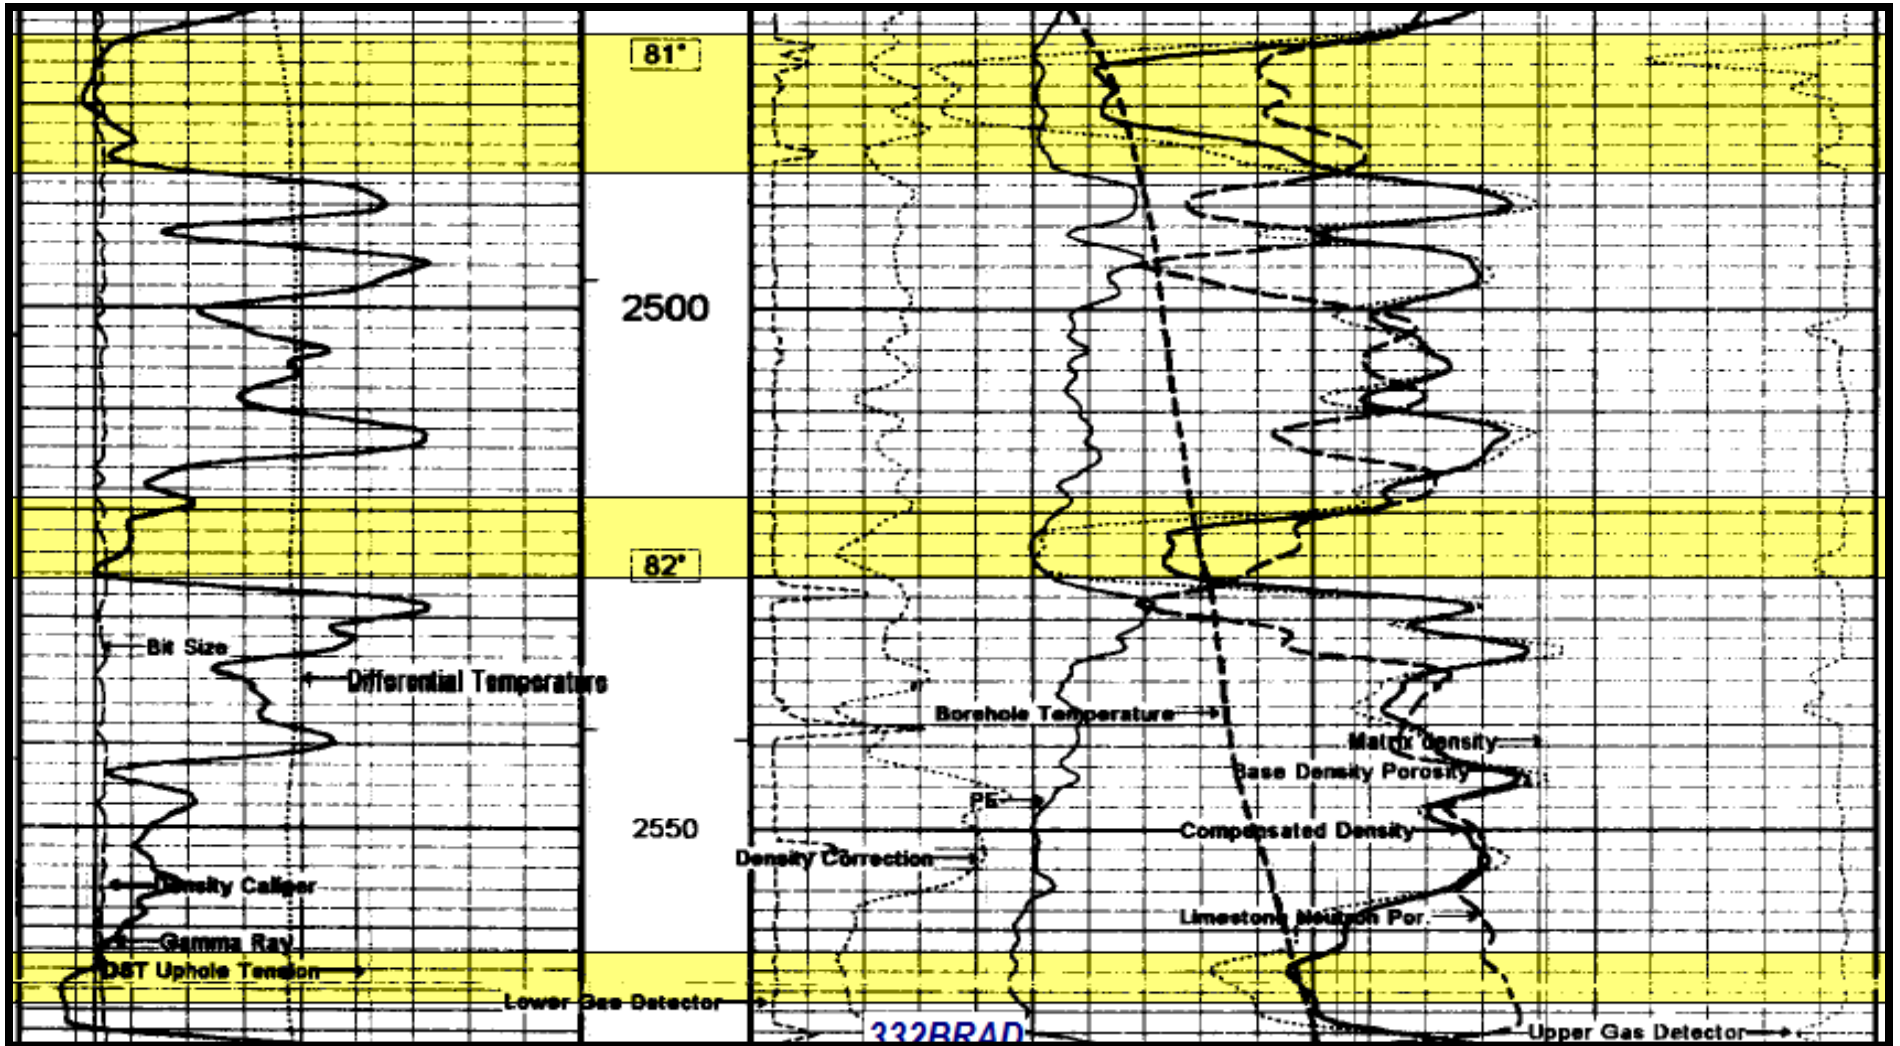 81°
2500
82°
Bit Size
Differential Temperature
Borehole Temperature
Matrix Density
Base Density Porosity
PE
2550
Compensated Density
Density Correction
Density Caliper
Limestone Neutron Por.
Gamma Ray
DST Uphole Tension
Lower Gas Detector
332BRAD
Upper Gas Detector